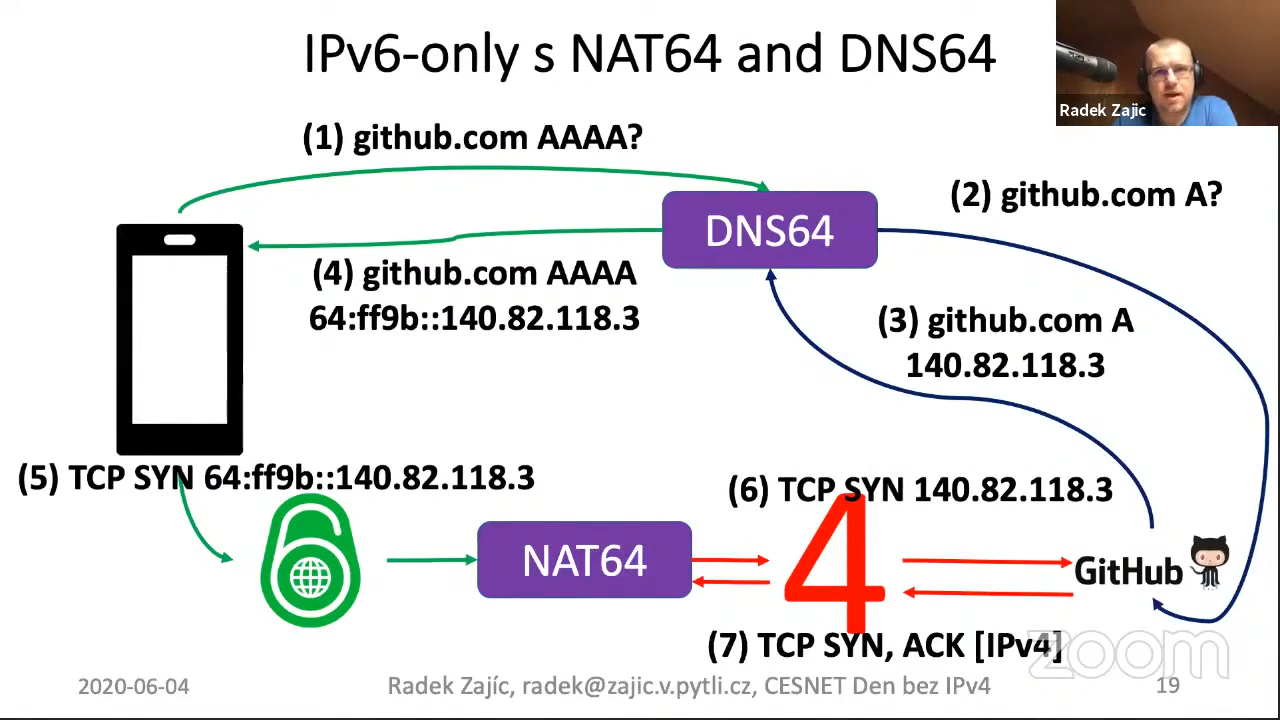 IPv6-only s NAT64 and DNS64
Radek Zajic
(1) github.com AAAA?
(2) github.com A?
DNS64
(4) github.com AAAA
64:ff9b::140.82.118.3
(3) github.com A
140.82.118.3
(5) TCP SYN 64:ff9b::140.82.118.3
(6) TCP SYN 140.82.118.3
NAT64
4
GitHub
(7) TCP SYN, ACK [IPv4]
zoom
2020-06-04
Radek Zajíc, radek@zajic.v.pytli.cz, CESNET Den bez IPv4
19